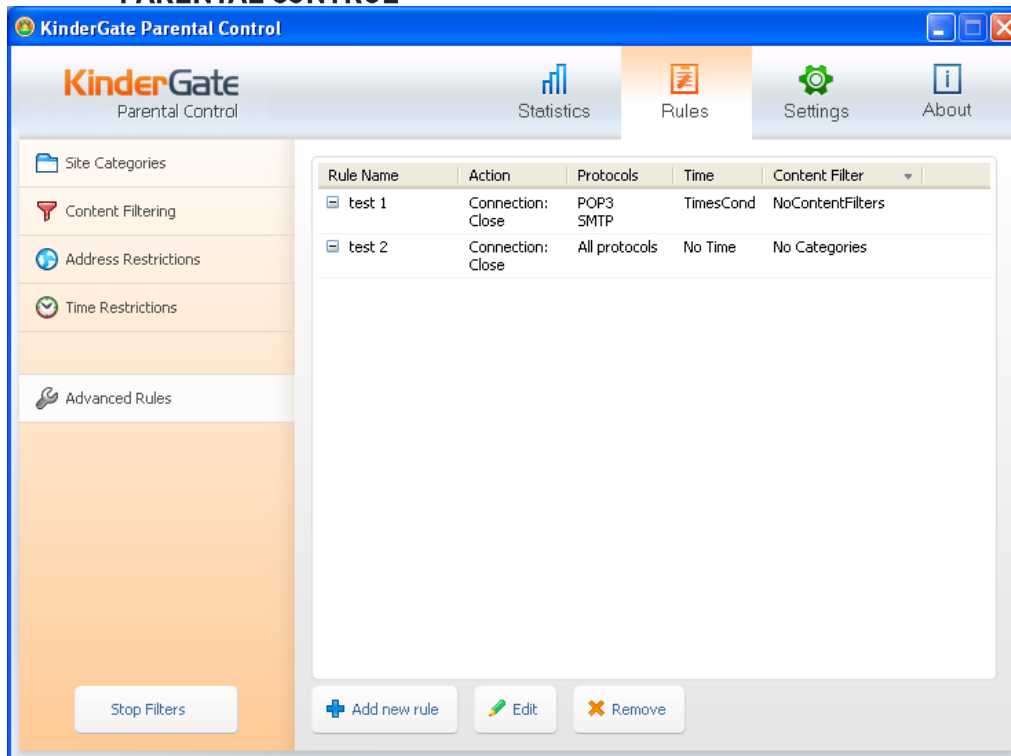 PARENTAL CONTROL
KinderGate Parental Control
KinderGate
Parental Control
Statistics
Rules
Settings
About
Site Categories
Content Filtering
Address Restrictions
Time Restrictions
Advanced Rules
Stop Filters
Rule Name Action Protocols Time Content Filter
test 1 Connection: POP3 TimesCond NoContentFilters
Close SMTP
test 2 Connection: All protocols No Time No Categories
Close
Add new rule
Edit
Remove